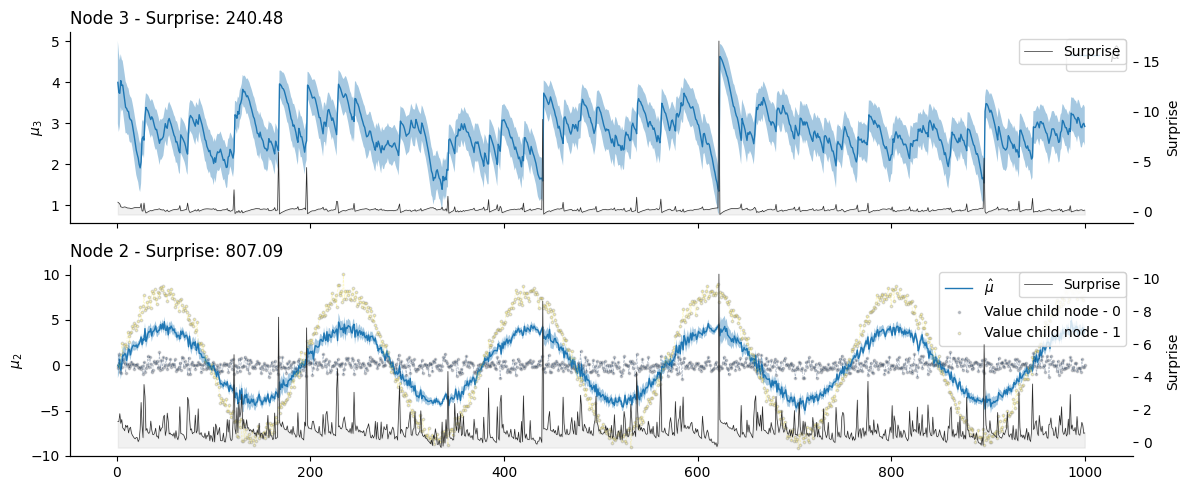 Node 3 - Surprise: 240.48
5
4
3
2
1
μ₃
Surprise
15
10
5
0
Surprise
Node 2 - Surprise: 807.09
10
5
0
−5
−10
μ₂
μ̂
Value child node - 0
Value child node - 1
Surprise
10
8
6
4
2
0
Surprise
0
200
400
600
800
1000